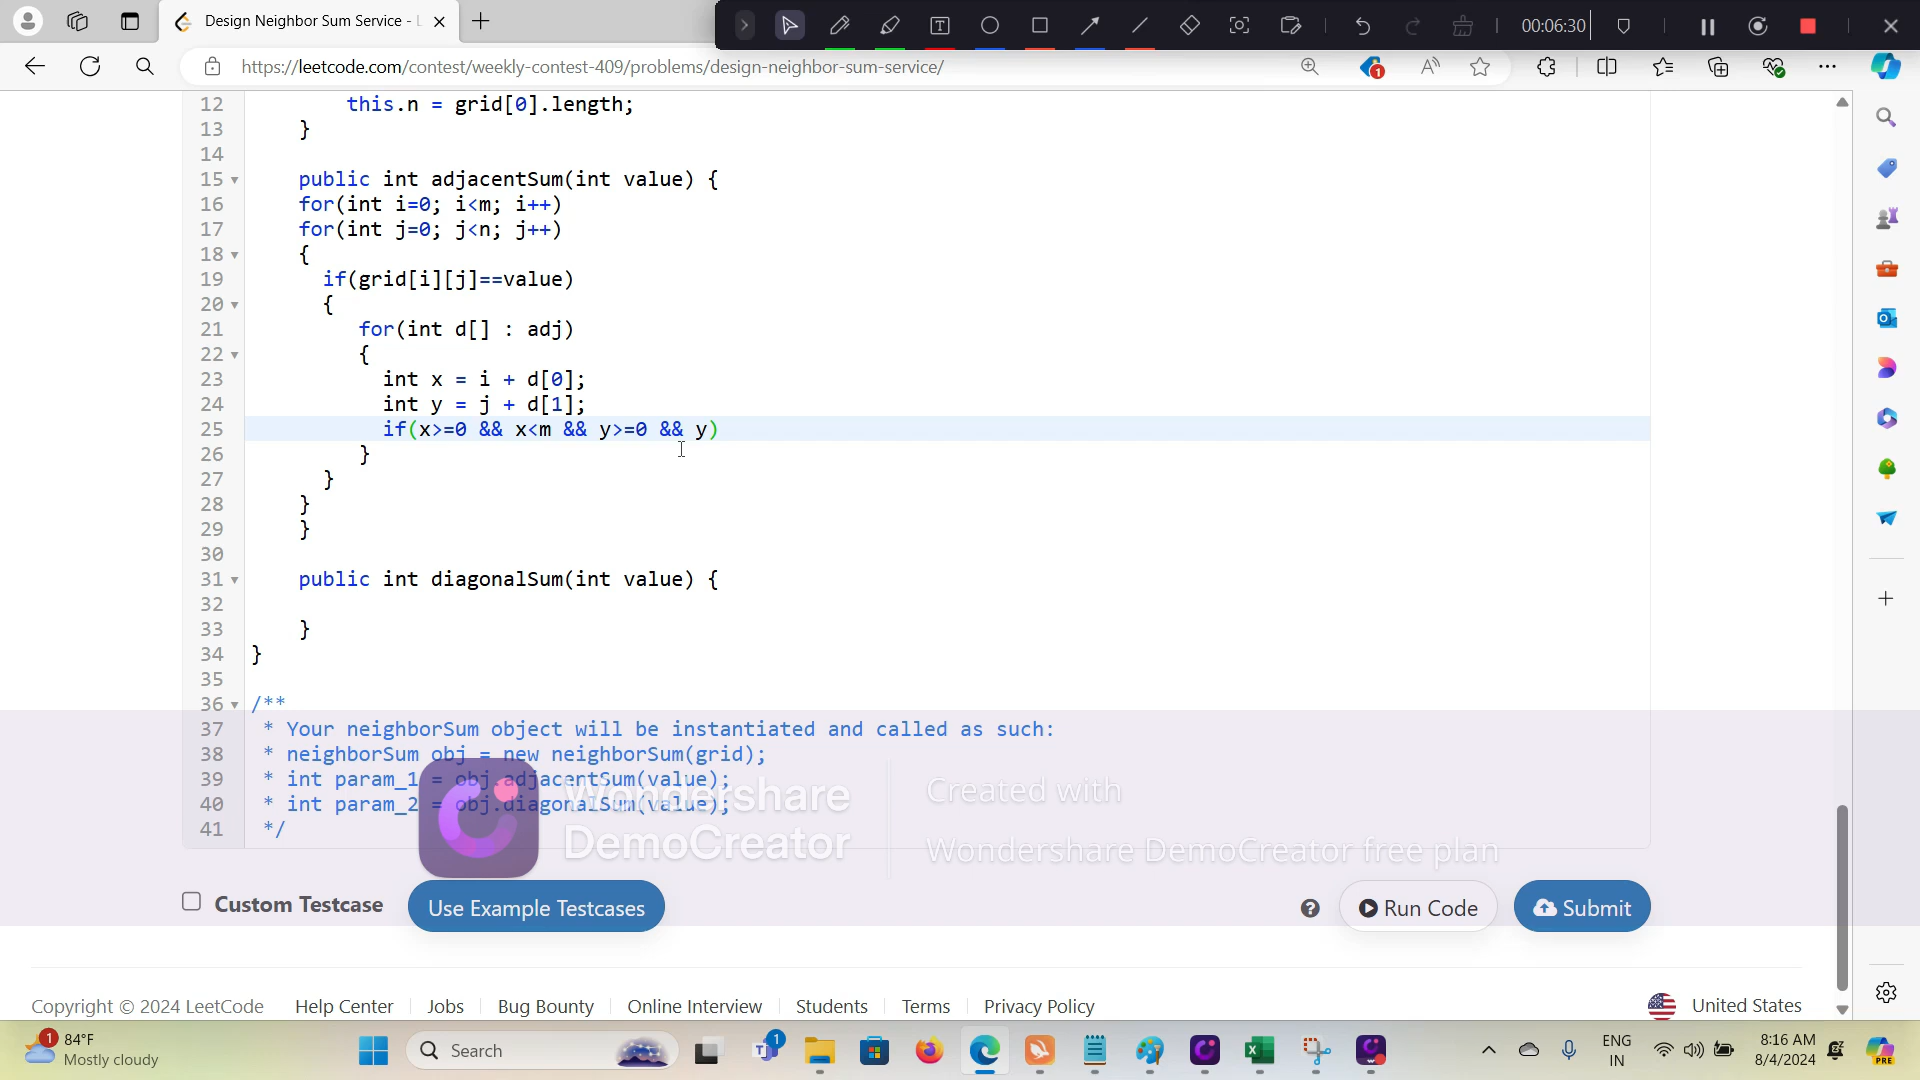 Design Neighbor Sum Service - L
00:06:30
https://leetcode.com/contest/weekly-contest-409/problems/design-neighbor-sum-service/
1
12 this.n = grid[0].length;
13 }
14
15 public int adjacentSum(int value) {
16 for(int i=0; i<m; i++)
17 for(int j=0; j<n; j++)
18 {
19 if(grid[i][j]==value)
20 {
21 for(int d[] : adj)
22 {
23 int x = i + d[0];
24 int y = j + d[1];
25 if(x>=0 && x<m && y>=0 && y)
26 }
27 }
28 }
29 }
30
31 public int diagonalSum(int value) {
32
33 }
34 }
35
36 /**
37 * Your neighborSum object will be instantiated and called as such:
38 * neighborSum obj = new neighborSum(grid);
39 * int param_1 = obj.adjacentSum(value);
40 * int param_2 = obj.diagonalSum(value);
41 */
Wondershare
DemoCreator
Created with
Wondershare DemoCreator free plan
Custom Testcase
Use Example Testcases
? Run Code
Submit
Copyright © 2024 LeetCode
Help Center
Jobs
Bug Bounty
Online Interview
Students
Terms
Privacy Policy
United States
1
84°F
Mostly cloudy
Search
1
ENG
IN
8:16 AM
8/4/2024
PRE